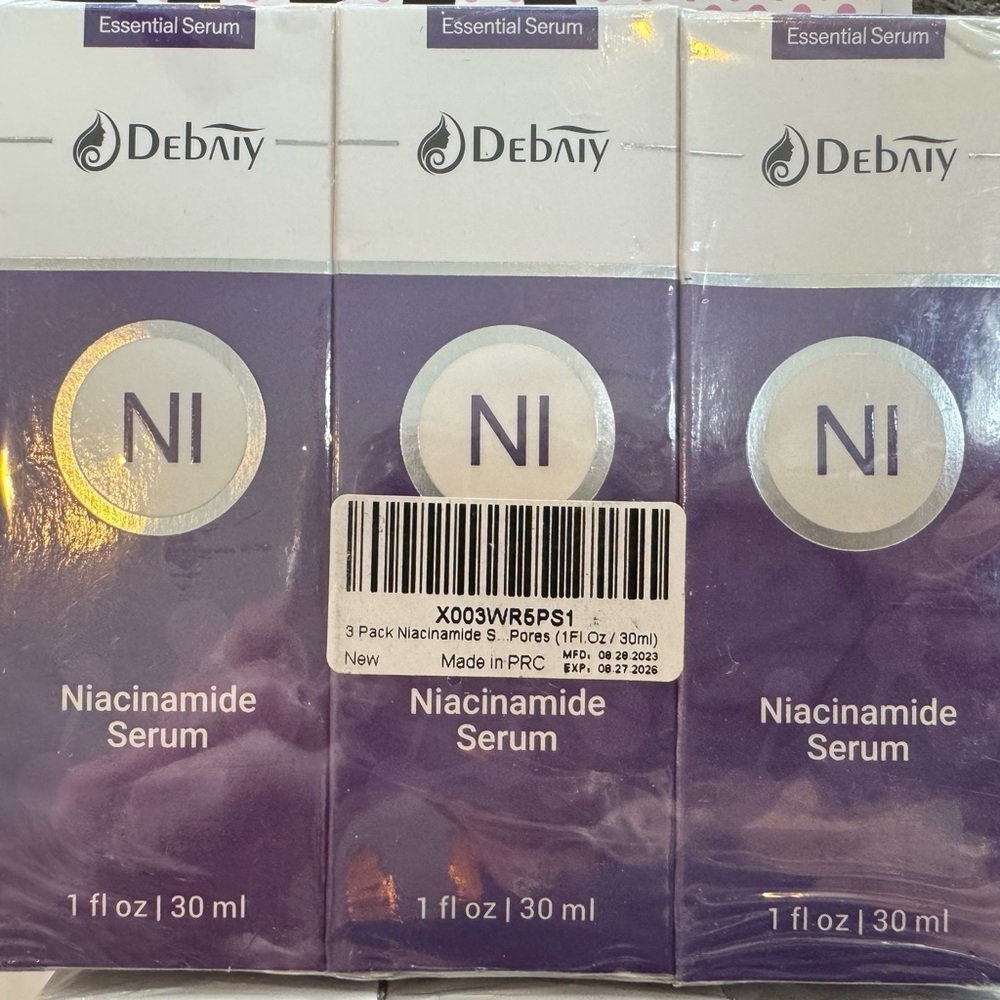 Essential Serum
DEBAIY
NI
Niacinamide
Serum
1 fl oz | 30 ml
Essential Serum
DEBAIY
NI
X003WR5PS1
3 Pack Niacinamide S...Pores (1Fl.Oz / 30ml)
New Made in PRC
MFD: 08.28.2023
EXP: 08.27.2026
Niacinamide
Serum
1 fl oz | 30 ml
Essential Serum
DEBAIY
NI
Niacinamide
Serum
1 fl oz | 30 ml